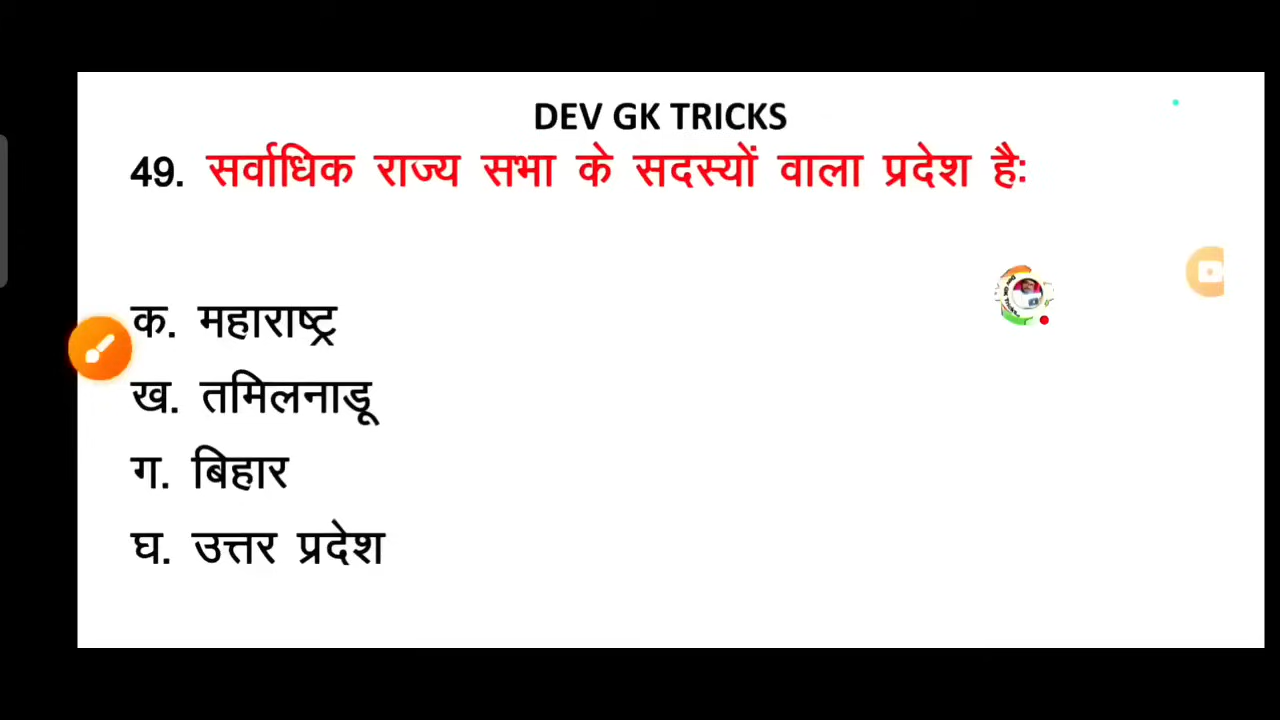 DEV GK TRICKS
49. सर्वाधिक राज्य सभा के सदस्यों वाला प्रदेश हैः
क. महाराष्ट्र
ख. तमिलनाडू
ग. बिहार
घ. उत्तर प्रदेश